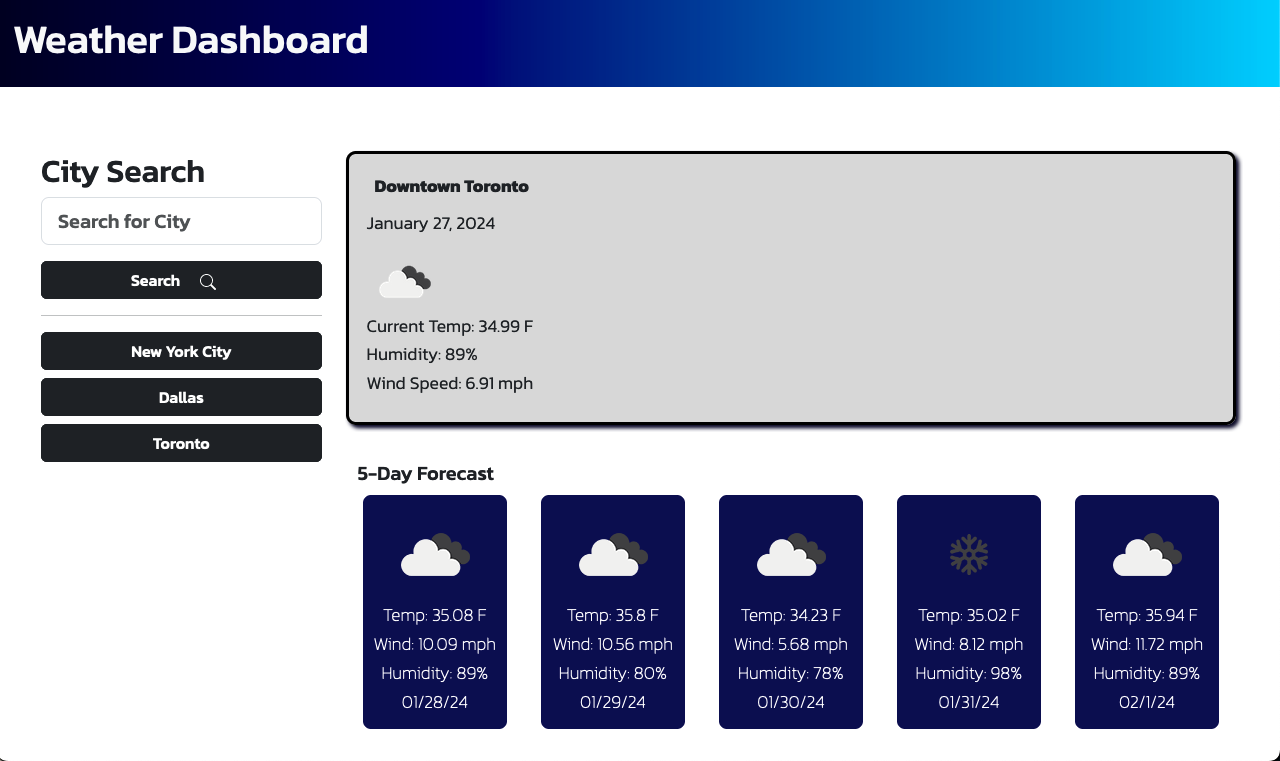 Weather Dashboard
City Search
Search for City
Search
New York City
Dallas
Toronto
Downtown Toronto
January 27, 2024
Current Temp: 34.99 F
Humidity: 89%
Wind Speed: 6.91 mph
5-Day Forecast
Temp: 35.08 F
Wind: 10.09 mph
Humidity: 89%
01/28/24
Temp: 35.8 F
Wind: 10.56 mph
Humidity: 80%
01/29/24
Temp: 34.23 F
Wind: 5.68 mph
Humidity: 78%
01/30/24
Temp: 35.02 F
Wind: 8.12 mph
Humidity: 98%
01/31/24
Temp: 35.94 F
Wind: 11.72 mph
Humidity: 89%
02/1/24